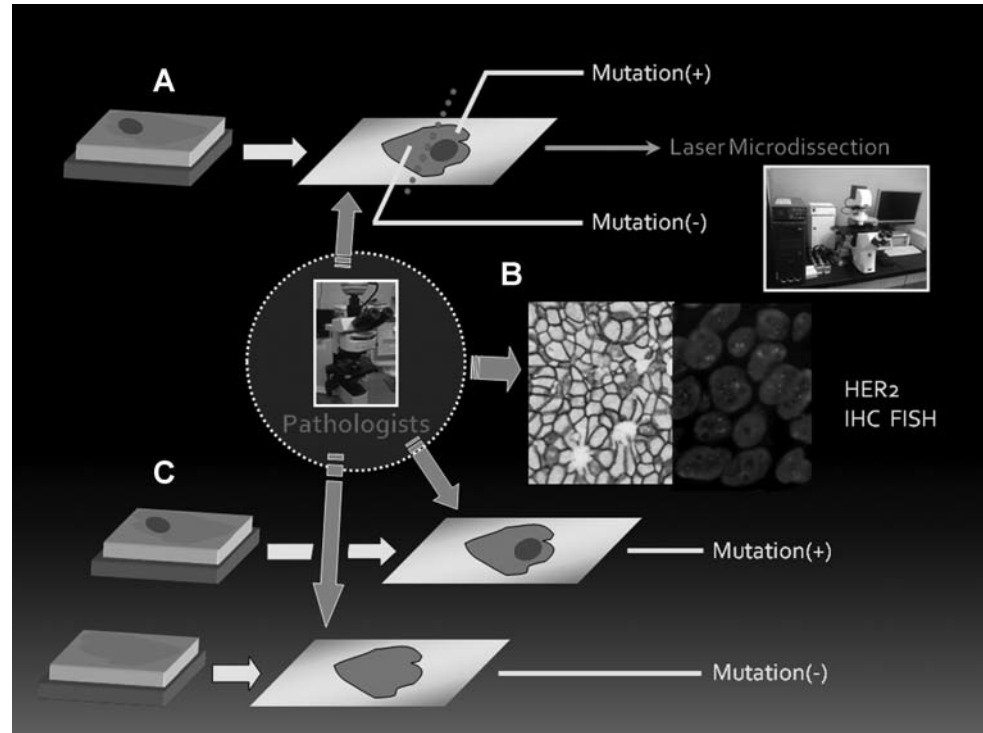 A
Mutation(+)
Laser Microdissection
Mutation(-)
B
Pathologists
HER2
IHC FISH
C
Mutation(+)
Mutation(-)